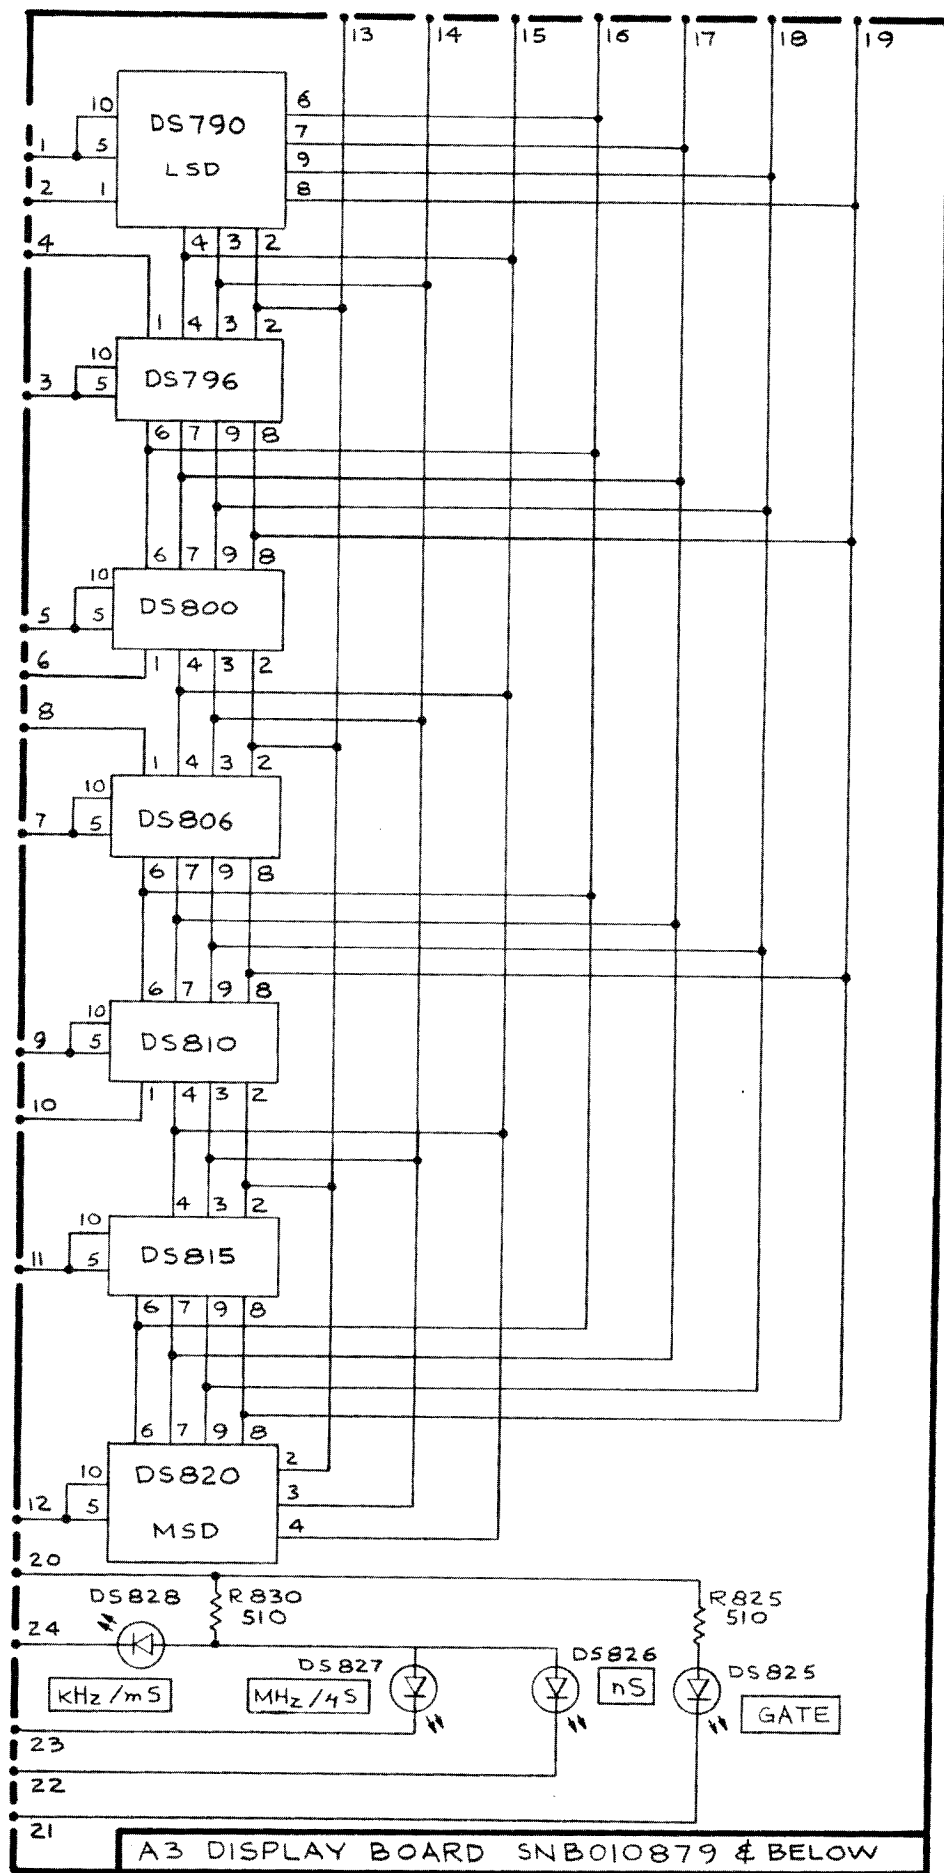 13 14 15 16 17 18 19
10 DS790 6
7
1 5 LSD 9
2 1 8
4 4 3 2
1 4 3 2
10 DS796
3 5
6 7 9 8
6 7 9 8
10 DS800
5 5
6 1 4 3 2
8
1 4 3 2
10 DS806
7 5
6 7 9 8
6 7 9 8
10 DS810
9 5
10 1 4 3 2
4 3 2
10
11 5 DS815
6 7 9 8
6 7 9 8
10 DS820 2
12 5 3
MSD 4
20
DS828 R830 R825
510 510
24
DS827 DS826 DS825
kHz/mS MHz/µS nS
GATE
23
22
21
A3 DISPLAY BOARD SNB010879 & BELOW